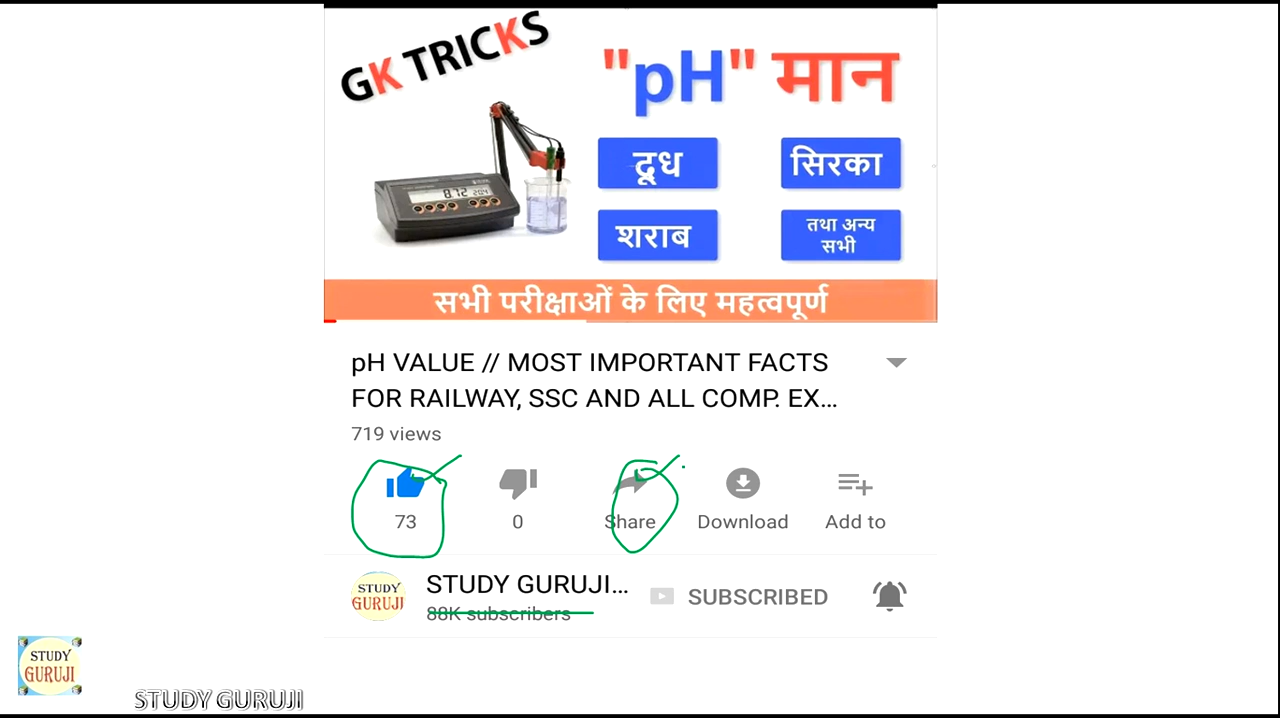 GK TRICKS
"pH" मान
दूध
सिरका
शराब
तथा अन्य
सभी
872
सभी परीक्षाओं के लिए महत्वपूर्ण
pH VALUE // MOST IMPORTANT FACTS
FOR RAILWAY, SSC AND ALL COMP. EX...
719 views
73
0
Share
Download
Add to
STUDY
GURUJI
STUDY GURUJI...
88K subscribers
SUBSCRIBED
STUDY
GURUJI
STUDY GURUJI